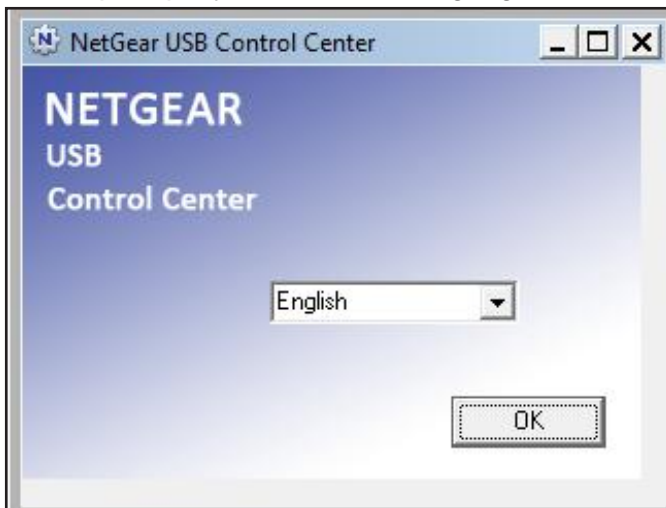 NetGear USB Control Center
NETGEAR
USB
Control Center
English
OK